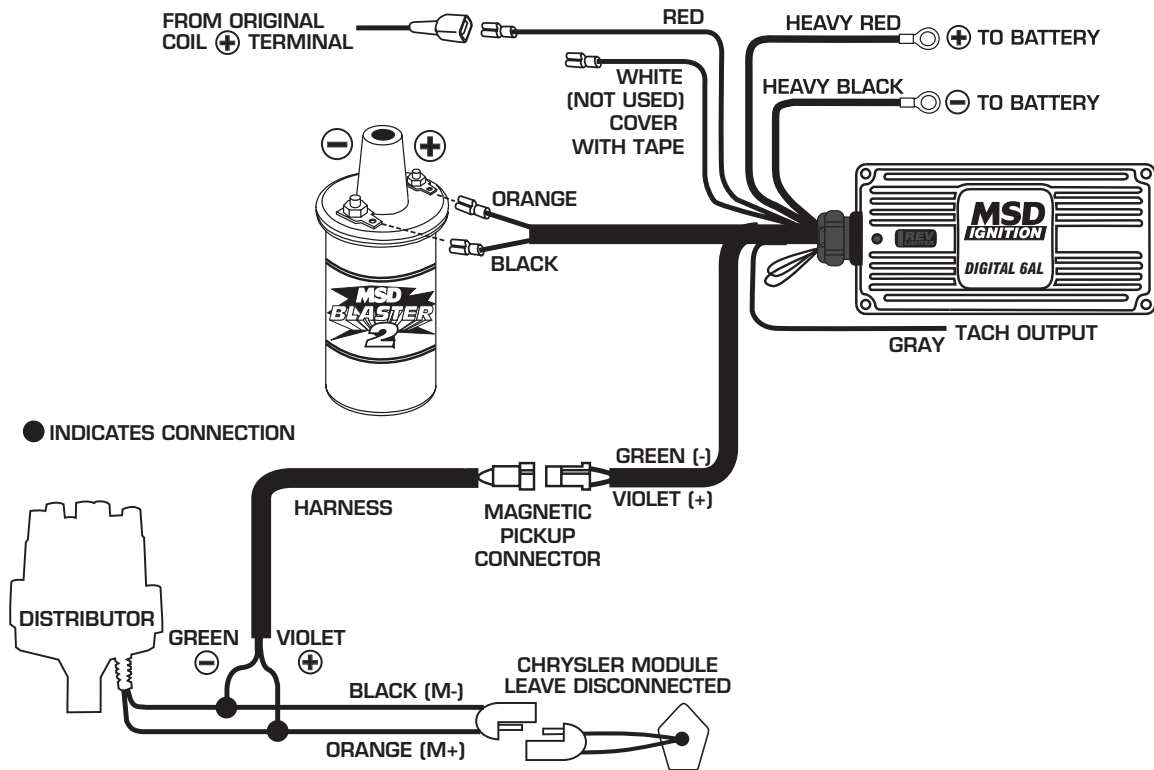 FROM ORIGINAL
COIL + TERMINAL
RED
HEAVY RED
+ TO BATTERY
WHITE
(NOT USED)
COVER
WITH TAPE
HEAVY BLACK
- TO BATTERY
- +
ORANGE
BLACK
MSD
BLASTER
2
MSD
IGNITION
REV
LIMITER
DIGITAL 6AL
GRAY
TACH OUTPUT
INDICATES CONNECTION
HARNESS
MAGNETIC
PICKUP
CONNECTOR
GREEN (-)
VIOLET (+)
DISTRIBUTOR
GREEN
-
VIOLET
+
BLACK (M-)
ORANGE (M+)
CHRYSLER MODULE
LEAVE DISCONNECTED